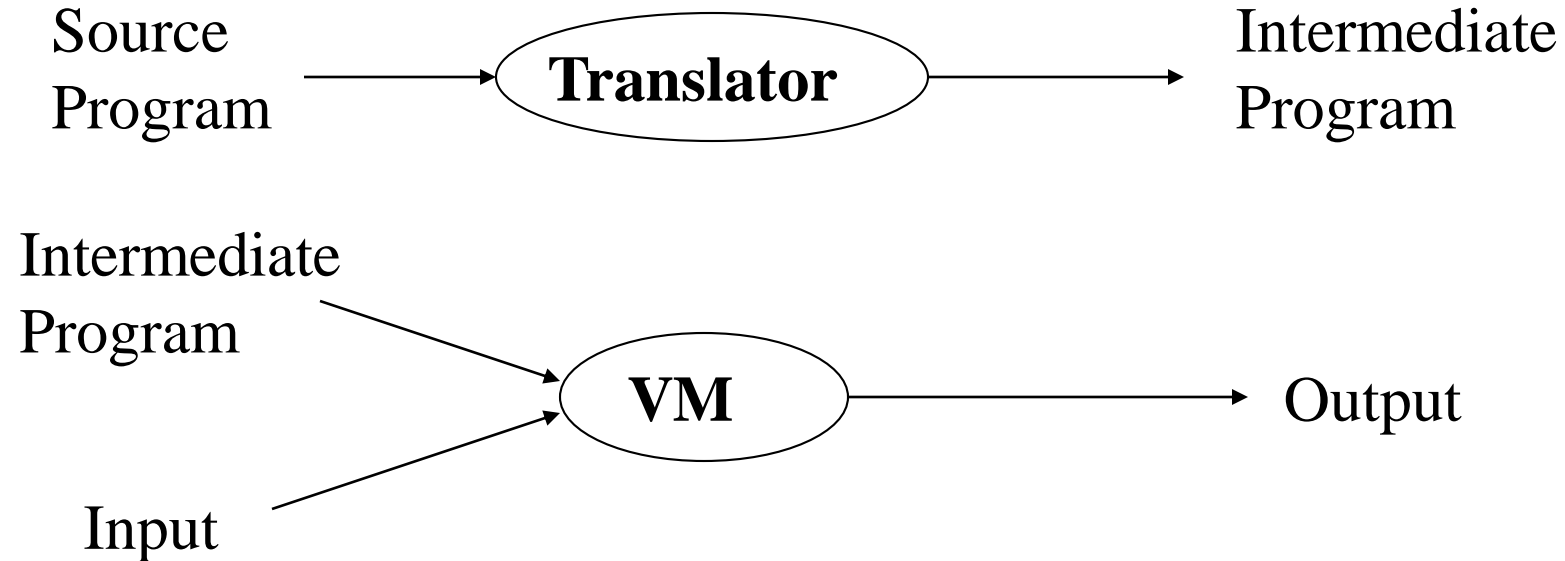 Source
Program
Translator
Intermediate
Program
Intermediate
Program
VM
Output
Input